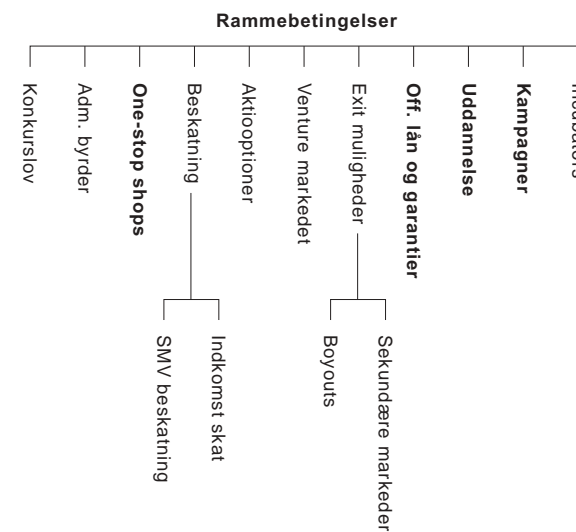 Rammebetingelser
Konkurslov
Adm. byrder
One-stop shops
Beskatning
Aktiooptioner
Venture markedet
Exit muligheder
Off. lån og garantier
Uddannelse
Kampagner
SMV beskatning
Indkomst skat
Boyouts
Sekundære markeder